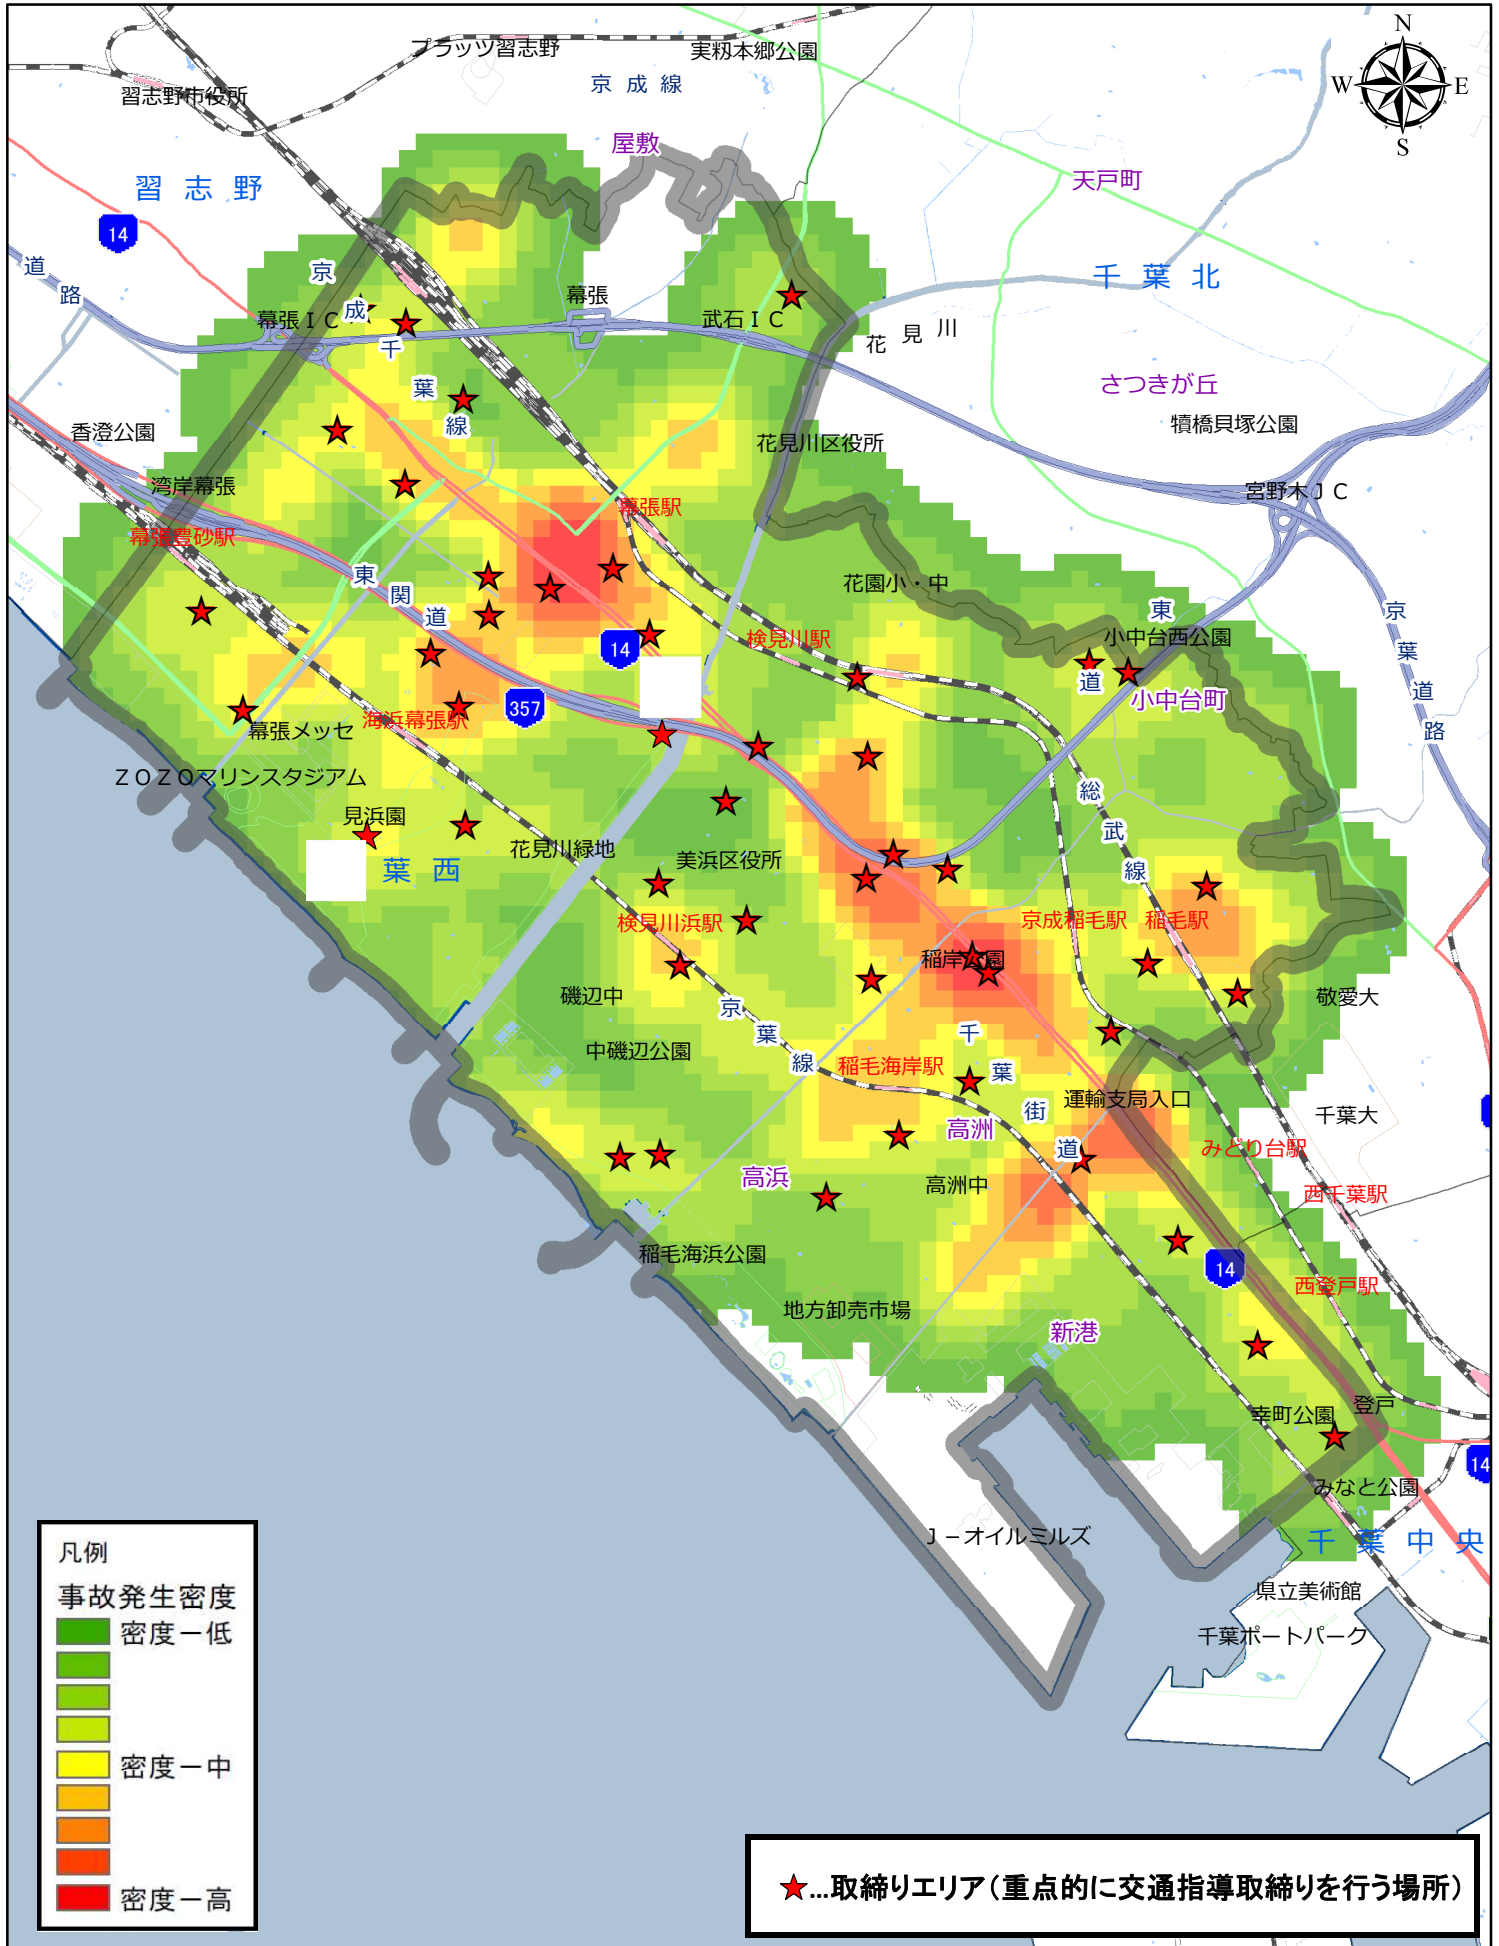 プラッツ習志野
実籾本郷公園
N
W
E
S
京成線
習志野市役所
屋敷
天戸町
習志野
14
千葉北
道路
京成千葉線
幕張
幕張IC
武石IC
花見川
さつきが丘
犢橋貝塚公園
香澄公園
花見川区役所
湾岸幕張
宮野木JC
幕張駅
幕張豊砂駅
東関道
花園小・中
東
京葉道路
小中台西公園
検見川駅
14
道
小中台町
357
海浜幕張駅
幕張メッセ
ZOZOマリンスタジアム
総武線
見浜園
花見川緑地
美浜区役所
葉西
検見川浜駅
京成稲毛駅
稲毛駅
稲岸公園
磯辺中
敬愛大
京葉線
千葉街道
中磯辺公園
稲毛海岸駅
運輸支局入口
千葉大
高洲
みどり台駅
高浜
高洲中
西千葉駅
稲毛海浜公園
14
西登戸駅
地方卸売市場
新港
幸町公園
登戸
14
みなと公園
J-オイルミルズ
千葉中央
県立美術館
千葉ポートパーク
凡例
事故発生密度
密度-低
密度-中
密度-高
★…取締りエリア(重点的に交通指導取締りを行う場所)